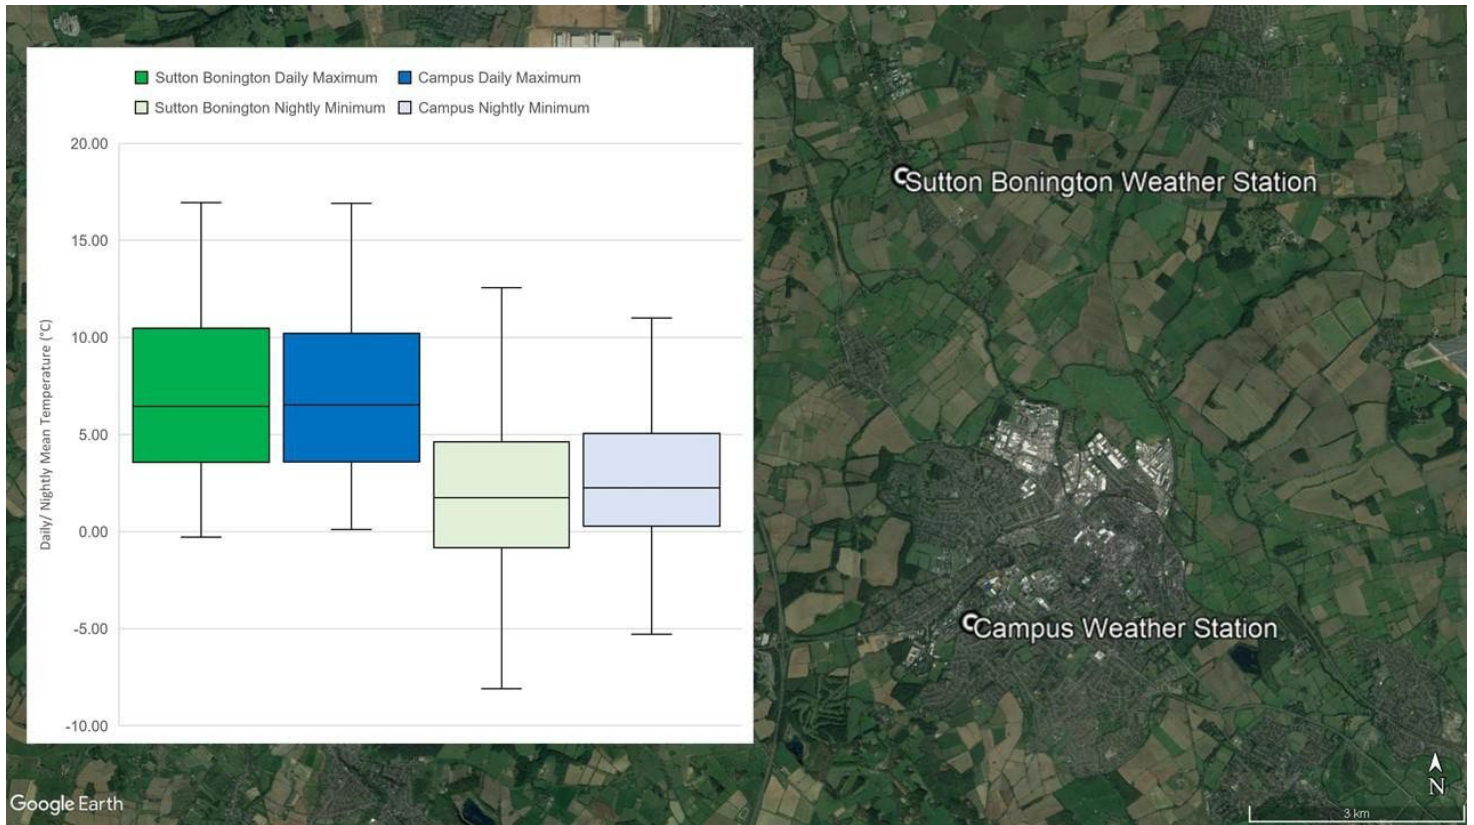 Sutton Bonington Daily Maximum
Campus Daily Maximum
Sutton Bonington Nightly Minimum
Campus Nightly Minimum
Daily/ Nightly Mean Temperature (°C)
20.00
15.00
10.00
5.00
0.00
-5.00
-10.00
Sutton Bonington Weather Station
Campus Weather Station
Google Earth
N
3 km